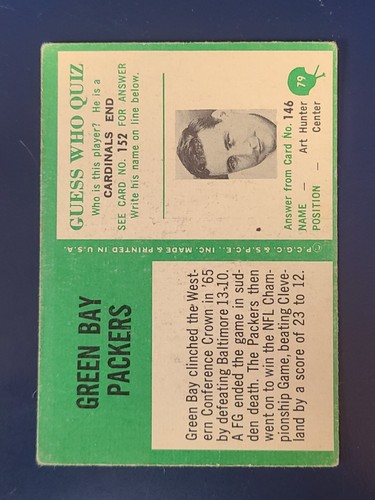 GREEN BAY
PACKERS
Green Bay clinched the West-
ern Conference Crown in '65
by defeating Baltimore 13-10.
A FG ended the game in sud-
den death. The Packers then
went on to win the NFL Cham-
pionship Game, beating Cleve-
land by a score of 23 to 12.
P.C.G.C. & S.P.C.E., INC. MADE & PRINTED IN U.S.A.
GUESS WHO QUIZ
Who is this player? He is a
CARDINALS END
SEE CARD NO. 152 FOR ANSWER
Write his name on line below.
79
Answer from Card No. 146
NAME — Art Hunter
POSITION — Center